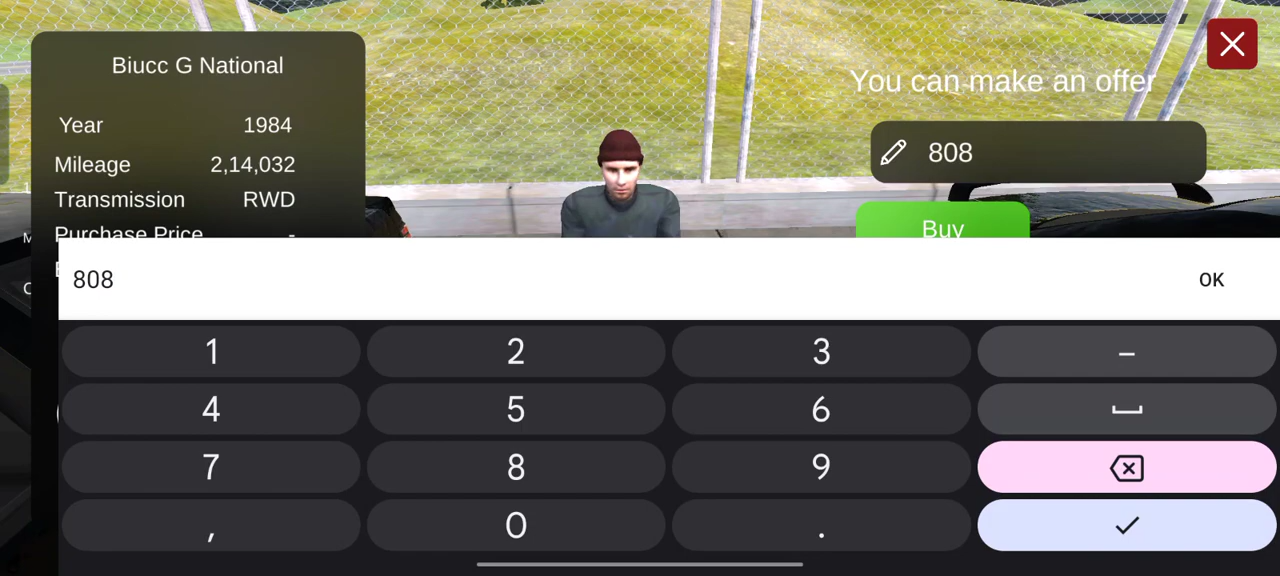 Biucc G National
You can make an offer
Year 1984
808
Mileage 2,14,032
Transmission RWD
Purchase Price -
Buy
808 OK
1 2 3 -
4 5 6
7 8 9
, 0 .